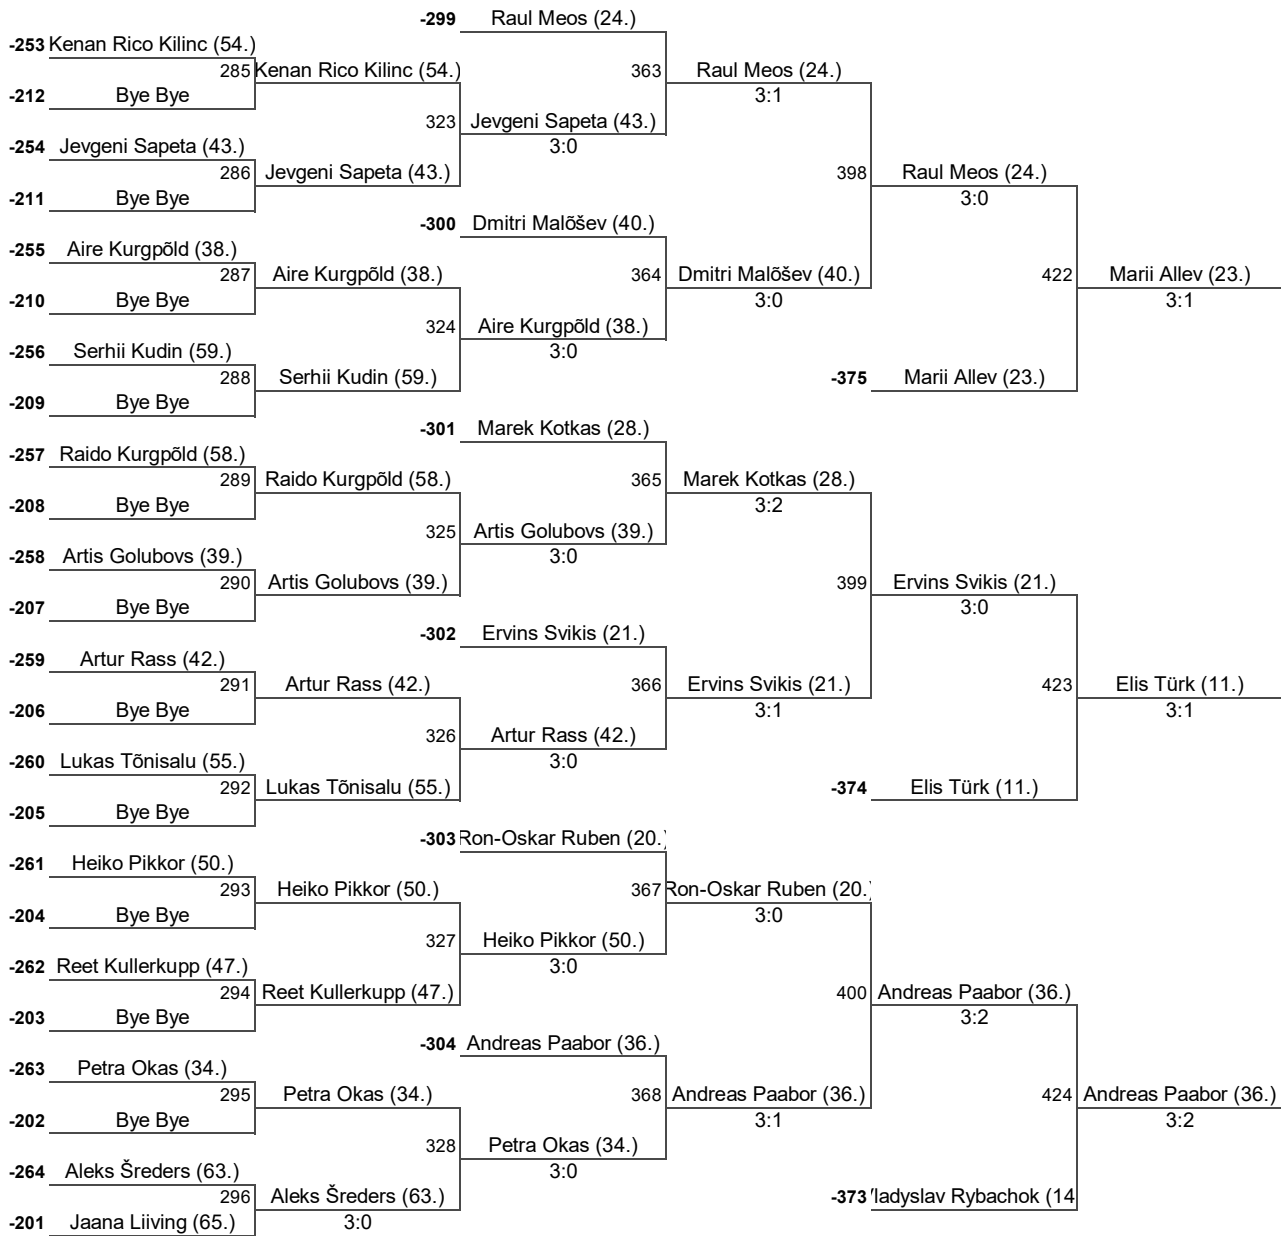 -299 Raul Meos (24.)
-253 Kenan Rico Kilinc (54.)
285 Kenan Rico Kilinc (54.) 363 Raul Meos (24.)
-212 Bye Bye 3:1
323 Jevgeni Sapeta (43.)
-254 Jevgeni Sapeta (43.) 3:0
286 Jevgeni Sapeta (43.) 398 Raul Meos (24.)
-211 Bye Bye 3:0
-300 Dmitri Malõšev (40.)
-255 Aire Kurgpõld (38.)
287 Aire Kurgpõld (38.) 364 Dmitri Malõšev (40.) 422 Marii Allev (23.)
-210 Bye Bye 3:0 3:1
324 Aire Kurgpõld (38.)
-256 Serhii Kudin (59.) 3:0
288 Serhii Kudin (59.) -375 Marii Allev (23.)
-209 Bye Bye
-301 Marek Kotkas (28.)
-257 Raido Kurgpõld (58.)
289 Raido Kurgpõld (58.) 365 Marek Kotkas (28.)
-208 Bye Bye 3:2
325 Artis Golubovs (39.)
-258 Artis Golubovs (39.) 3:0
290 Artis Golubovs (39.) 399 Ervins Svikis (21.)
-207 Bye Bye 3:0
-302 Ervins Svikis (21.)
-259 Artur Rass (42.)
291 Artur Rass (42.) 366 Ervins Svikis (21.) 423 Elis Türk (11.)
-206 Bye Bye 3:1 3:1
326 Artur Rass (42.)
-260 Lukas Tõnisalu (55.) 3:0
292 Lukas Tõnisalu (55.) -374 Elis Türk (11.)
-205 Bye Bye
-303 Ron-Oskar Ruben (20.)
-261 Heiko Pikkor (50.)
293 Heiko Pikkor (50.) 367 Ron-Oskar Ruben (20.)
-204 Bye Bye 3:0
327 Heiko Pikkor (50.)
-262 Reet Kullerkupp (47.) 3:0
294 Reet Kullerkupp (47.) 400 Andreas Paabor (36.)
-203 Bye Bye 3:2
-304 Andreas Paabor (36.)
-263 Petra Okas (34.)
295 Petra Okas (34.) 368 Andreas Paabor (36.) 424 Andreas Paabor (36.)
-202 Bye Bye 3:1 3:2
328 Petra Okas (34.)
-264 Aleks Šreders (63.) 3:0
296 Aleks Šreders (63.) -373 Vladyslav Rybachok (14
-201 Jaana Liiving (65.) 3:0